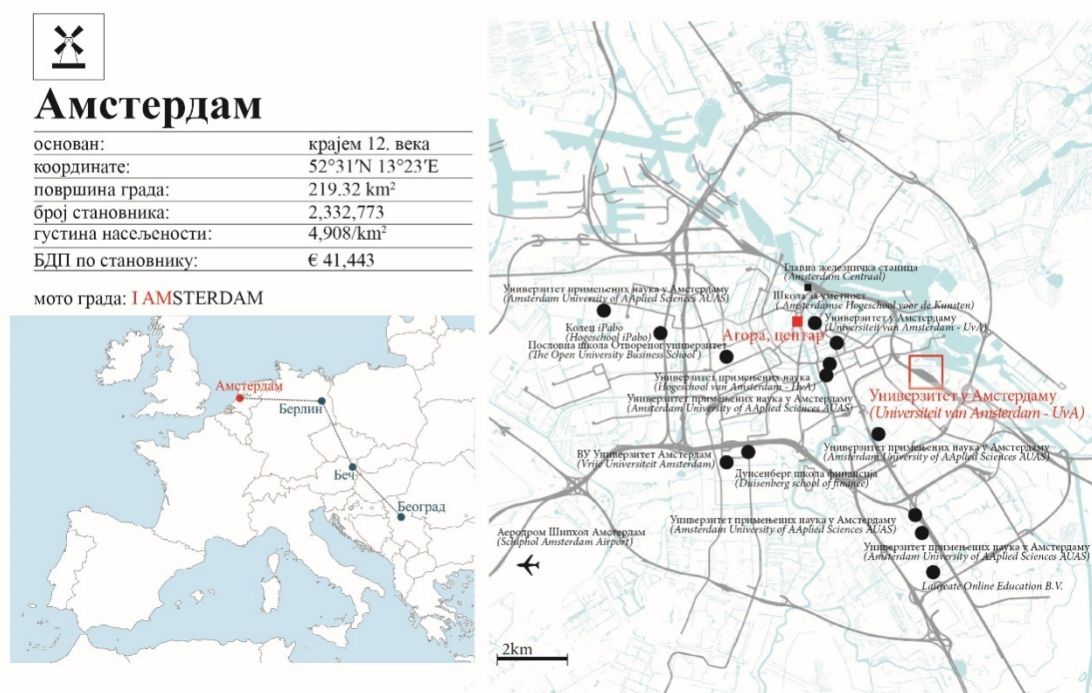 Амстердам
основан: крајем 12. века
координате: 52°31′N 13°23′E
површина града: 219.32 km²
број становника: 2,332,773
густина насељености: 4,908/km²
БДП по становнику: € 41,443
мото града: I AMSTERDAM
Амстердам
Берлин
Беч
Београд
Главна железничка станица
(Amsterdam Centraal)
Универзитет примењених наука у Амстердаму
(Amsterdam University of AApplied Sciences AUAS)
Школа за уметност
(Amsterdamse Hogeschool voor de Kunsten)
Универзитет у Амстердаму
(Universiteit van Amsterdam - UvA)
Колец iPabo
(Hogeschool iPabo)
Агора, центар
Пословна школа Отвореног универзитет
(The Open University Business School)
Универзитет примењених наука
(Hogeschool van Amsterdam - HvA)
Универзитет примењених наука у Амстердаму
(Amsterdam University of AApplied Sciences AUAS)
Универзитет у Амстердаму
(Universiteit van Amsterdam - UvA)
Универзитет примењених наука у Амстердаму
(Amsterdam University of AApplied Sciences AUAS)
ВУ Универзитет Амстердам
(Vrije Universiteit Amsterdam)
Дуисенберг школа финансија
(Duisenberg school of finance)
Универзитет примењених наука у Амстердаму
(Amsterdam University of AApplied Sciences AUAS)
Аеродром Шипхол Амстердам
(Schiphol Amsterdam Airport)
Универзитет примењених наука у Амстердаму
(Amsterdam University of AApplied Sciences AUAS)
Laureate Online Education B.V.
2km